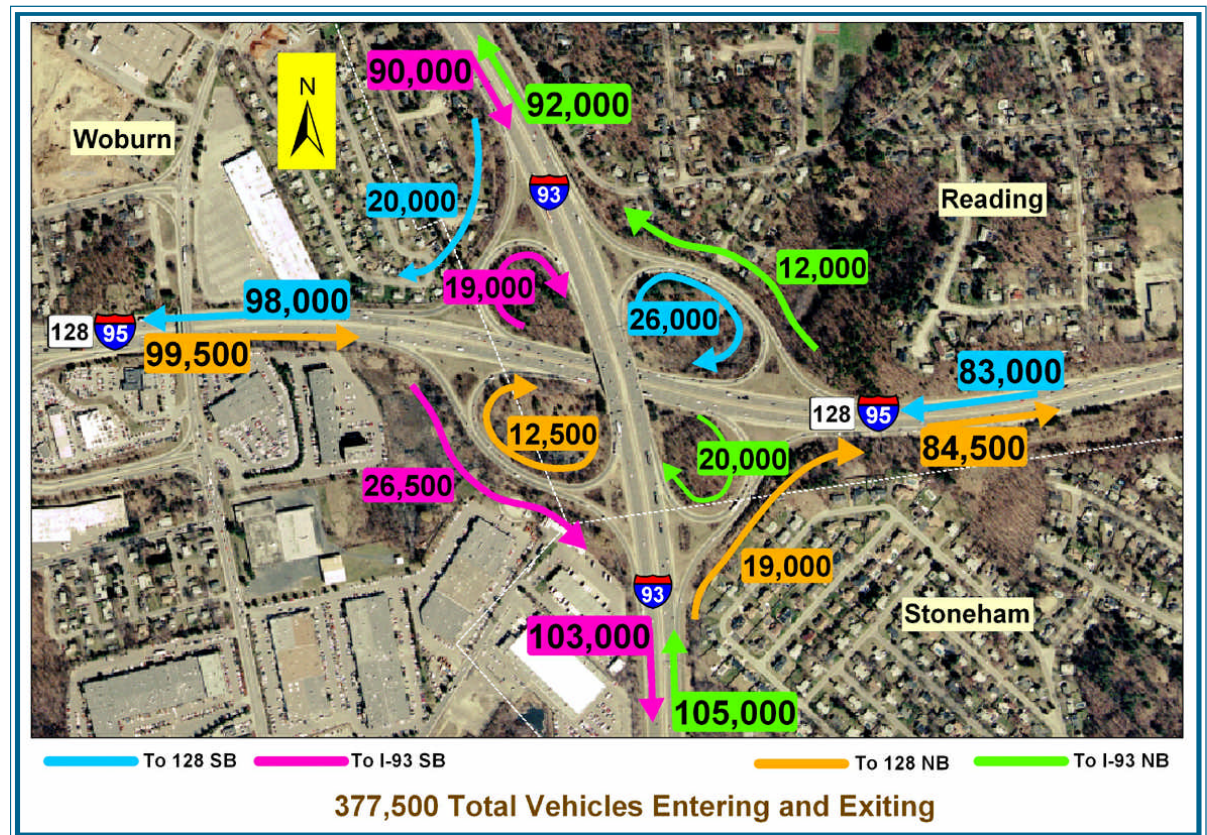 90,000
92,000
N
Woburn
93
20,000
Reading
12,000
19,000
26,000
98,000
128 95
99,500
83,000
128 95
84,500
12,500
20,000
26,500
19,000
93
Stoneham
103,000
105,000
To 128 SB
To I-93 SB
To 128 NB
To I-93 NB
377,500 Total Vehicles Entering and Exiting